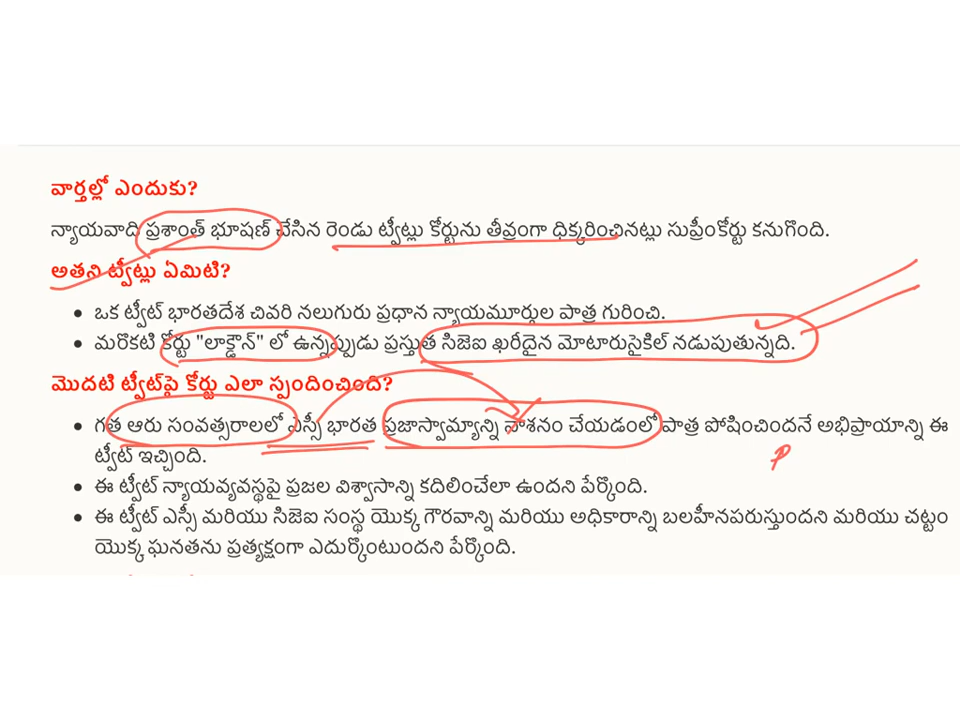 వార్తల్లో ఎందుకు?
న్యాయవాది ప్రశాంత్ భూషణ్ చేసిన రెండు ట్వీట్లు కోర్టును తీవ్రంగా ధిక్కరించినట్లు సుప్రీంకోర్టు కనుగొంది.
అతని ట్వీట్లు ఏమిటి?
• ఒక ట్వీట్ భారతదేశ చివరి నలుగురు ప్రధాన న్యాయమూర్తుల పాత్ర గురించి.
• మరొకటి కోర్టు "లాక్డౌన్" లో ఉన్నప్పుడు ప్రస్తుత సిజెఐ ఖరీదైన మోటారుసైకిల్ నడుపుతున్నది.
మొదటి ట్వీట్‌పై కోర్టు ఎలా స్పందించింది?
• గత ఆరు సంవత్సరాలలో ఎస్సీ భారత ప్రజాస్వామ్యాన్ని నాశనం చేయడంలో పాత్ర పోషించిందనే అభిప్రాయాన్ని ఈ
ట్వీట్ ఇచ్చింది.
P
• ఈ ట్వీట్ న్యాయవ్యవస్థపై ప్రజల విశ్వాసాన్ని కదిలించేలా ఉందని పేర్కొంది.
• ఈ ట్వీట్ ఎస్సీ మరియు సిజెఐ సంస్థ యొక్క గౌరవాన్ని మరియు అధికారాన్ని బలహీనపరుస్తుందని మరియు చట్టం
యొక్క ఘనతను ప్రత్యక్షంగా ఎదుర్కొంటుందని పేర్కొంది.